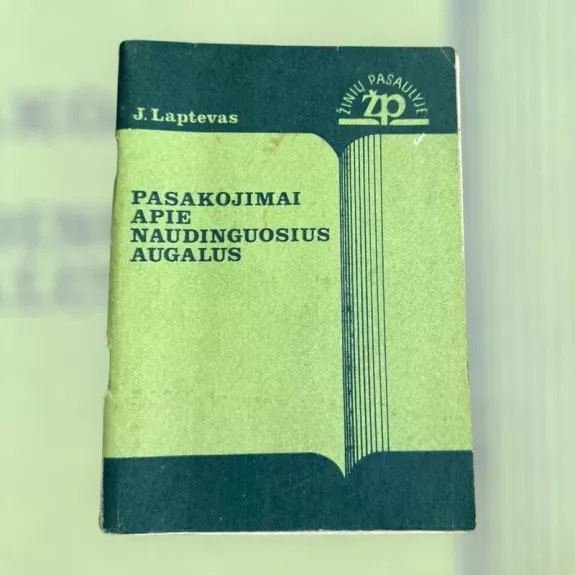 J. Laptevas
ŽINIŲ PASAULYJE
žp
PASAKOJIMAI
APIE
NAUDINGUOSIUS
AUGALUS